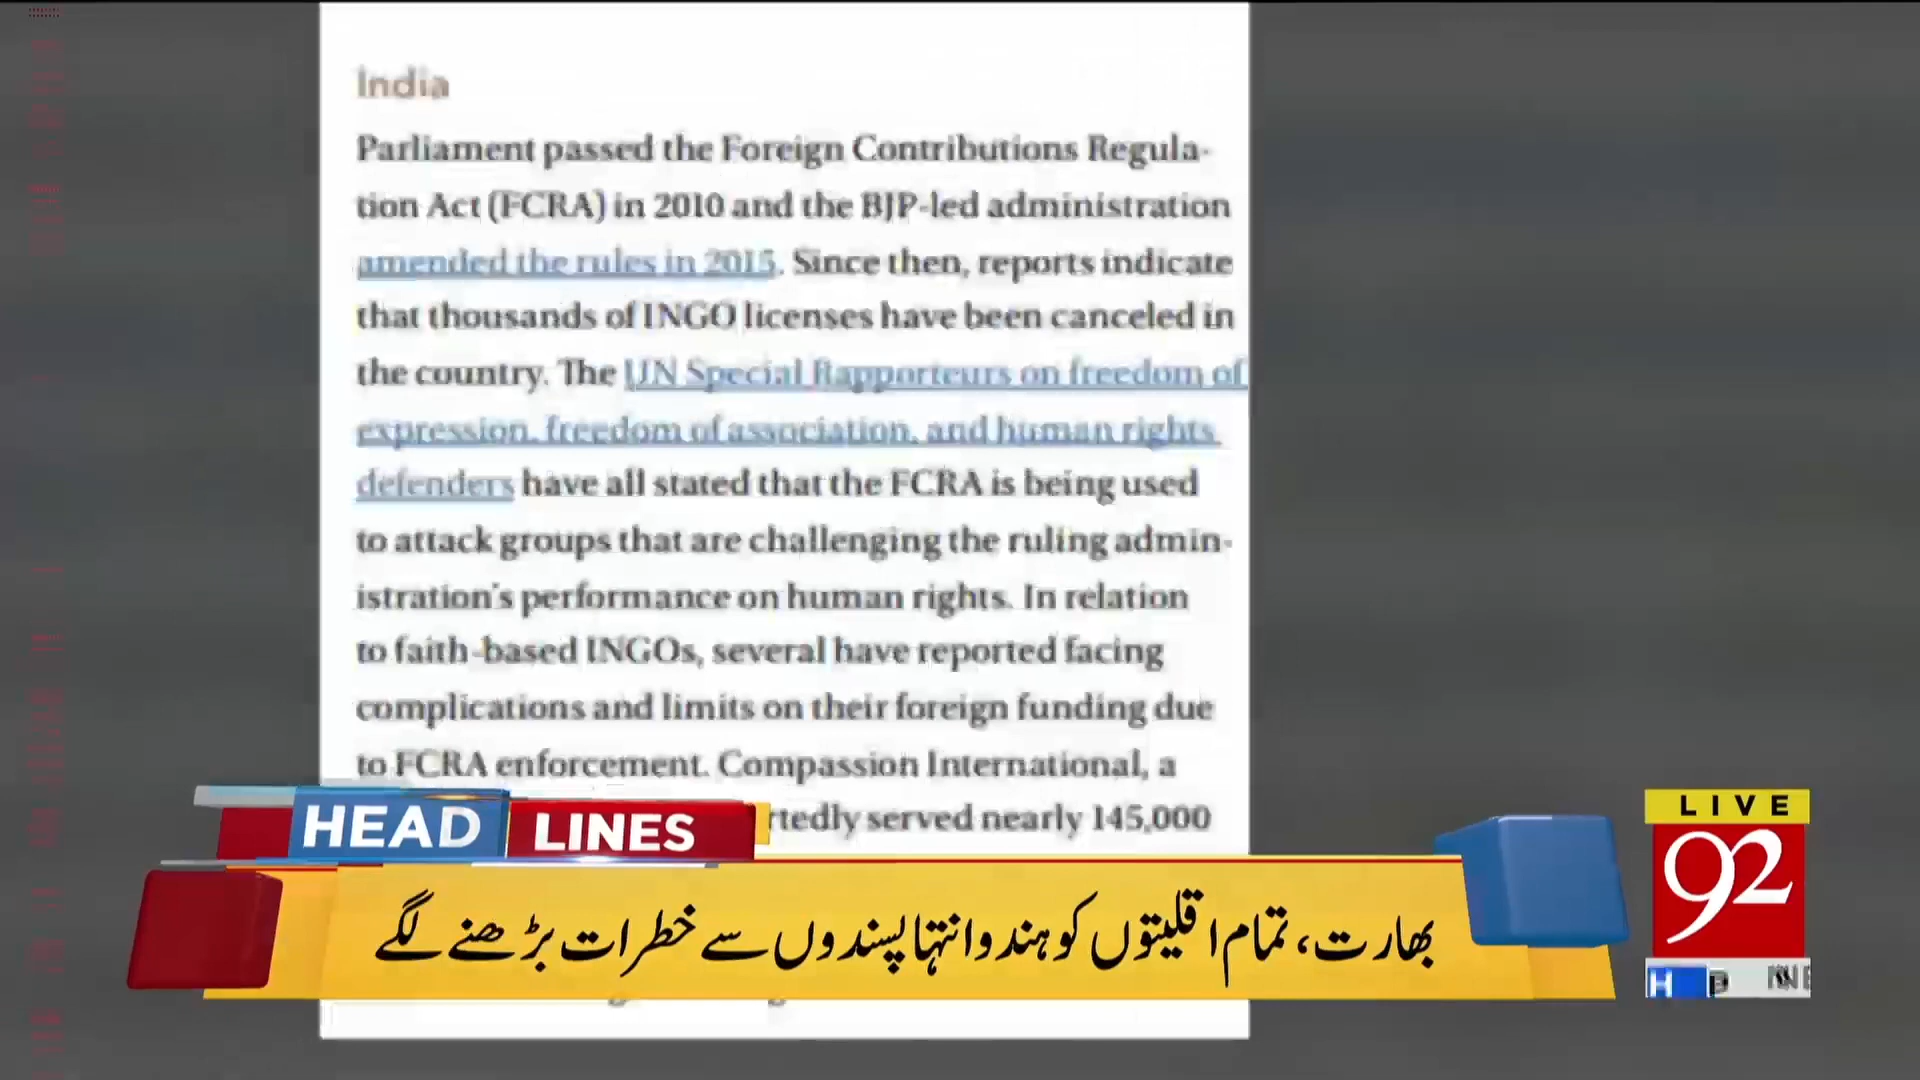 India
Parliament passed the Foreign Contributions Regula-
tion Act (FCRA) in 2010 and the BJP-led administration
amended the rules in 2015. Since then, reports indicate
that thousands of INGO licenses have been canceled in
the country. The UN Special Rapporteurs on freedom of
expression, freedom of association, and human rights
defenders have all stated that the FCRA is being used
to attack groups that are challenging the ruling admin-
istration's performance on human rights. In relation
to faith-based INGOs, several have reported facing
complications and limits on their foreign funding due
to FCRA enforcement. Compassion International, a
served nearly 145,000
HEAD LINES
بھارت، تمام اقلیتوں کو ہندو انتہا پسندوں سے خطرات بڑھنے لگے
LIVE
92
H